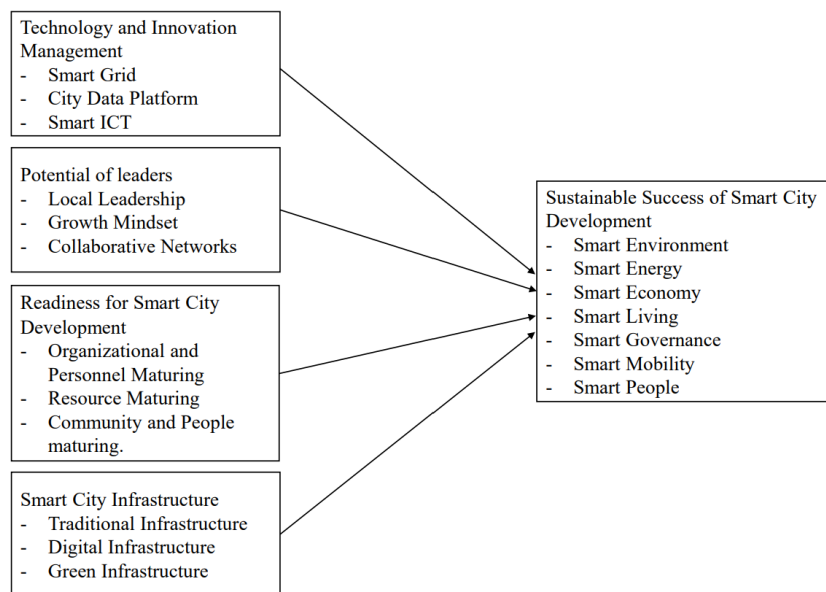 Technology and Innovation
Management
- Smart Grid
- City Data Platform
- Smart ICT
Potential of leaders
- Local Leadership
- Growth Mindset
- Collaborative Networks
Readiness for Smart City
Development
- Organizational and
Personnel Maturing
- Resource Maturing
- Community and People
maturing.
Smart City Infrastructure
- Traditional Infrastructure
- Digital Infrastructure
- Green Infrastructure
Sustainable Success of Smart City
Development
- Smart Environment
- Smart Energy
- Smart Economy
- Smart Living
- Smart Governance
- Smart Mobility
- Smart People